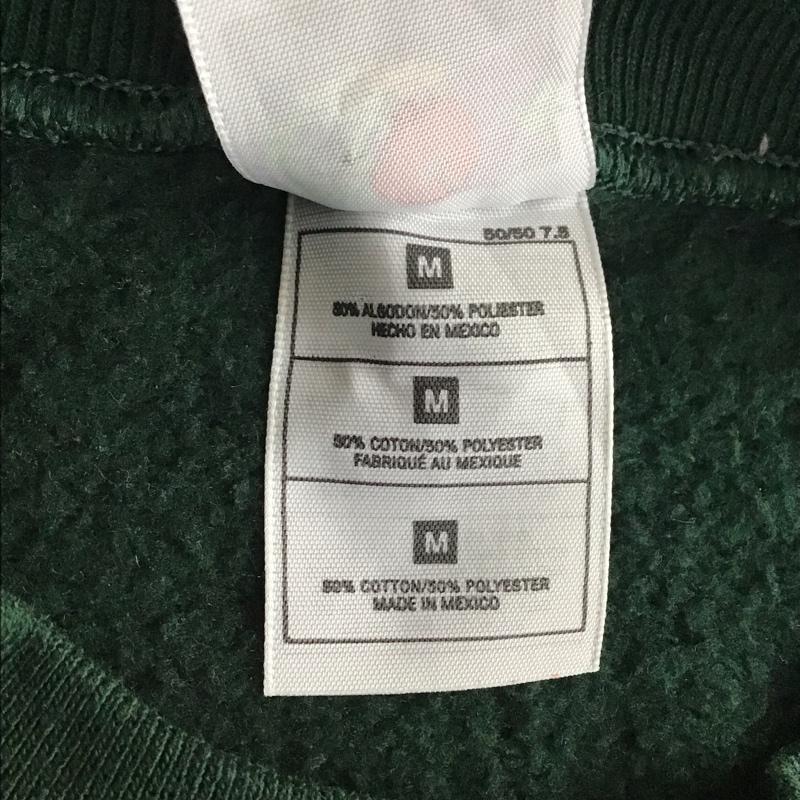 50/50 7.5
M
50% ALGODON/50% POLIESTER
HECHO EN MEXICO
M
50% COTON/50% POLYESTER
FABRIQUÉ AU MEXIQUE
M
50% COTTON/50% POLYESTER
MADE IN MEXICO